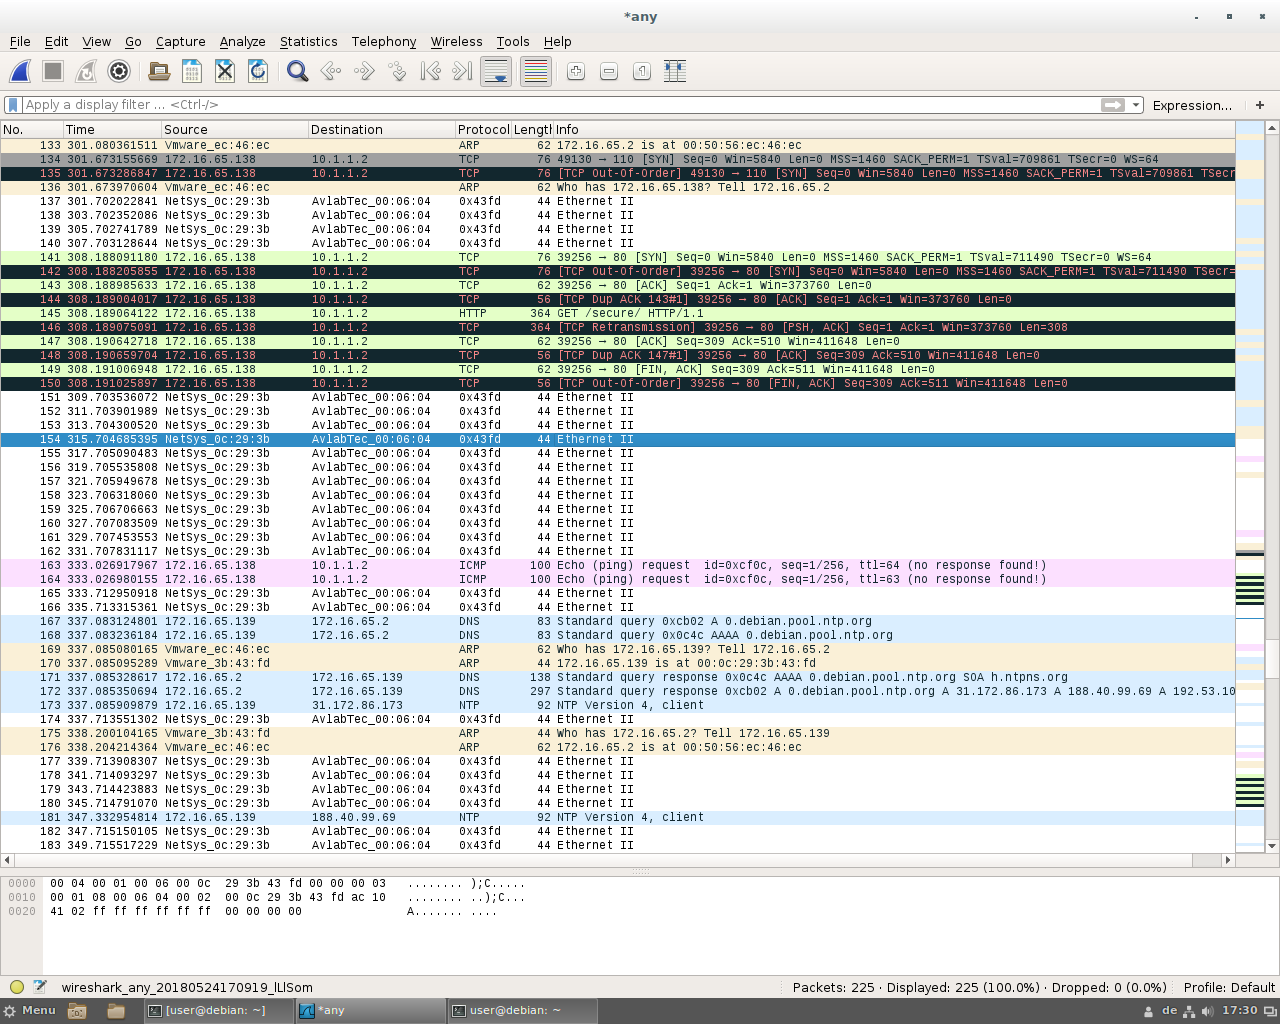 *any
File Edit View Go Capture Analyze Statistics Telephony Wireless Tools Help
Apply a display filter ... <Ctrl-/> Expression... +
No. Time Source Destination Protocol Length Info
133 301.080361511 Vmware_ec:46:ec ARP 62 172.16.65.2 is at 00:50:56:ec:46:ec
134 301.673155669 172.16.65.138 10.1.1.2 TCP 76 49130 → 110 [SYN] Seq=0 Win=5840 Len=0 MSS=1460 SACK_PERM=1 TSval=709861 TSecr=0 WS=64
135 301.673286847 172.16.65.138 10.1.1.2 TCP 76 [TCP Out-Of-Order] 49130 → 110 [SYN] Seq=0 Win=5840 Len=0 MSS=1460 SACK_PERM=1 TSval=709861 TSecr
136 301.673970604 Vmware_ec:46:ec ARP 62 Who has 172.16.65.138? Tell 172.16.65.2
137 301.702022841 NetSys_0c:29:3b AvlabTec_00:06:04 0x43fd 44 Ethernet II
138 303.702352086 NetSys_0c:29:3b AvlabTec_00:06:04 0x43fd 44 Ethernet II
139 305.702741789 NetSys_0c:29:3b AvlabTec_00:06:04 0x43fd 44 Ethernet II
140 307.703128644 NetSys_0c:29:3b AvlabTec_00:06:04 0x43fd 44 Ethernet II
141 308.188091180 172.16.65.138 10.1.1.2 TCP 76 39256 → 80 [SYN] Seq=0 Win=5840 Len=0 MSS=1460 SACK_PERM=1 TSval=711490 TSecr=0 WS=64
142 308.188205855 172.16.65.138 10.1.1.2 TCP 76 [TCP Out-Of-Order] 39256 → 80 [SYN] Seq=0 Win=5840 Len=0 MSS=1460 SACK_PERM=1 TSval=711490 TSecr=
143 308.188985633 172.16.65.138 10.1.1.2 TCP 62 39256 → 80 [ACK] Seq=1 Ack=1 Win=373760 Len=0
144 308.189004017 172.16.65.138 10.1.1.2 TCP 56 [TCP Dup ACK 143#1] 39256 → 80 [ACK] Seq=1 Ack=1 Win=373760 Len=0
145 308.189064122 172.16.65.138 10.1.1.2 HTTP 364 GET /secure/ HTTP/1.1
146 308.189075091 172.16.65.138 10.1.1.2 TCP 364 [TCP Retransmission] 39256 → 80 [PSH, ACK] Seq=1 Ack=1 Win=373760 Len=308
147 308.190642718 172.16.65.138 10.1.1.2 TCP 62 39256 → 80 [ACK] Seq=309 Ack=510 Win=411648 Len=0
148 308.190659704 172.16.65.138 10.1.1.2 TCP 56 [TCP Dup ACK 147#1] 39256 → 80 [ACK] Seq=309 Ack=510 Win=411648 Len=0
149 308.191006948 172.16.65.138 10.1.1.2 TCP 62 39256 → 80 [FIN, ACK] Seq=309 Ack=511 Win=411648 Len=0
150 308.191025897 172.16.65.138 10.1.1.2 TCP 56 [TCP Out-Of-Order] 39256 → 80 [FIN, ACK] Seq=309 Ack=511 Win=411648 Len=0
151 309.703536072 NetSys_0c:29:3b AvlabTec_00:06:04 0x43fd 44 Ethernet II
152 311.703901989 NetSys_0c:29:3b AvlabTec_00:06:04 0x43fd 44 Ethernet II
153 313.704300520 NetSys_0c:29:3b AvlabTec_00:06:04 0x43fd 44 Ethernet II
154 315.704685395 NetSys_0c:29:3b AvlabTec_00:06:04 0x43fd 44 Ethernet II
155 317.705090483 NetSys_0c:29:3b AvlabTec_00:06:04 0x43fd 44 Ethernet II
156 319.705535808 NetSys_0c:29:3b AvlabTec_00:06:04 0x43fd 44 Ethernet II
157 321.705949678 NetSys_0c:29:3b AvlabTec_00:06:04 0x43fd 44 Ethernet II
158 323.706318060 NetSys_0c:29:3b AvlabTec_00:06:04 0x43fd 44 Ethernet II
159 325.706706663 NetSys_0c:29:3b AvlabTec_00:06:04 0x43fd 44 Ethernet II
160 327.707083509 NetSys_0c:29:3b AvlabTec_00:06:04 0x43fd 44 Ethernet II
161 329.707453553 NetSys_0c:29:3b AvlabTec_00:06:04 0x43fd 44 Ethernet II
162 331.707831117 NetSys_0c:29:3b AvlabTec_00:06:04 0x43fd 44 Ethernet II
163 333.026917967 172.16.65.138 10.1.1.2 ICMP 100 Echo (ping) request id=0xcf0c, seq=1/256, ttl=64 (no response found!)
164 333.026980155 172.16.65.138 10.1.1.2 ICMP 100 Echo (ping) request id=0xcf0c, seq=1/256, ttl=63 (no response found!)
165 333.712950918 NetSys_0c:29:3b AvlabTec_00:06:04 0x43fd 44 Ethernet II
166 335.713315361 NetSys_0c:29:3b AvlabTec_00:06:04 0x43fd 44 Ethernet II
167 337.083124801 172.16.65.139 172.16.65.2 DNS 83 Standard query 0xcb02 A 0.debian.pool.ntp.org
168 337.083236184 172.16.65.139 172.16.65.2 DNS 83 Standard query 0x0c4c AAAA 0.debian.pool.ntp.org
169 337.085080165 Vmware_ec:46:ec ARP 62 Who has 172.16.65.139? Tell 172.16.65.2
170 337.085095289 Vmware_3b:43:fd ARP 44 172.16.65.139 is at 00:0c:29:3b:43:fd
171 337.085328617 172.16.65.2 172.16.65.139 DNS 138 Standard query response 0x0c4c AAAA 0.debian.pool.ntp.org SOA h.ntpns.org
172 337.085350694 172.16.65.2 172.16.65.139 DNS 297 Standard query response 0xcb02 A 0.debian.pool.ntp.org A 31.172.86.173 A 188.40.99.69 A 192.53.10
173 337.085909879 172.16.65.139 31.172.86.173 NTP 92 NTP Version 4, client
174 337.713551302 NetSys_0c:29:3b AvlabTec_00:06:04 0x43fd 44 Ethernet II
175 338.200104165 Vmware_3b:43:fd ARP 44 Who has 172.16.65.2? Tell 172.16.65.139
176 338.204214364 Vmware_ec:46:ec ARP 62 172.16.65.2 is at 00:50:56:ec:46:ec
177 339.713908307 NetSys_0c:29:3b AvlabTec_00:06:04 0x43fd 44 Ethernet II
178 341.714093297 NetSys_0c:29:3b AvlabTec_00:06:04 0x43fd 44 Ethernet II
179 343.714423883 NetSys_0c:29:3b AvlabTec_00:06:04 0x43fd 44 Ethernet II
180 345.714791070 NetSys_0c:29:3b AvlabTec_00:06:04 0x43fd 44 Ethernet II
181 347.332954814 172.16.65.139 188.40.99.69 NTP 92 NTP Version 4, client
182 347.715150105 NetSys_0c:29:3b AvlabTec_00:06:04 0x43fd 44 Ethernet II
183 349.715517229 NetSys_0c:29:3b AvlabTec_00:06:04 0x43fd 44 Ethernet II
0000 00 04 00 01 00 06 00 0c 29 3b 43 fd 00 00 00 03 ........ );C.....
0010 00 01 08 00 06 04 00 02 00 0c 29 3b 43 fd ac 10 ........ ..);C...
0020 41 02 ff ff ff ff ff ff 00 00 00 00 A....... ....
wireshark_any_20180524170919_lLlSom Packets: 225 · Displayed: 225 (100.0%) · Dropped: 0 (0.0%) Profile: Default
Menu [user@debian: ~] *any user@debian: ~ de 17:30